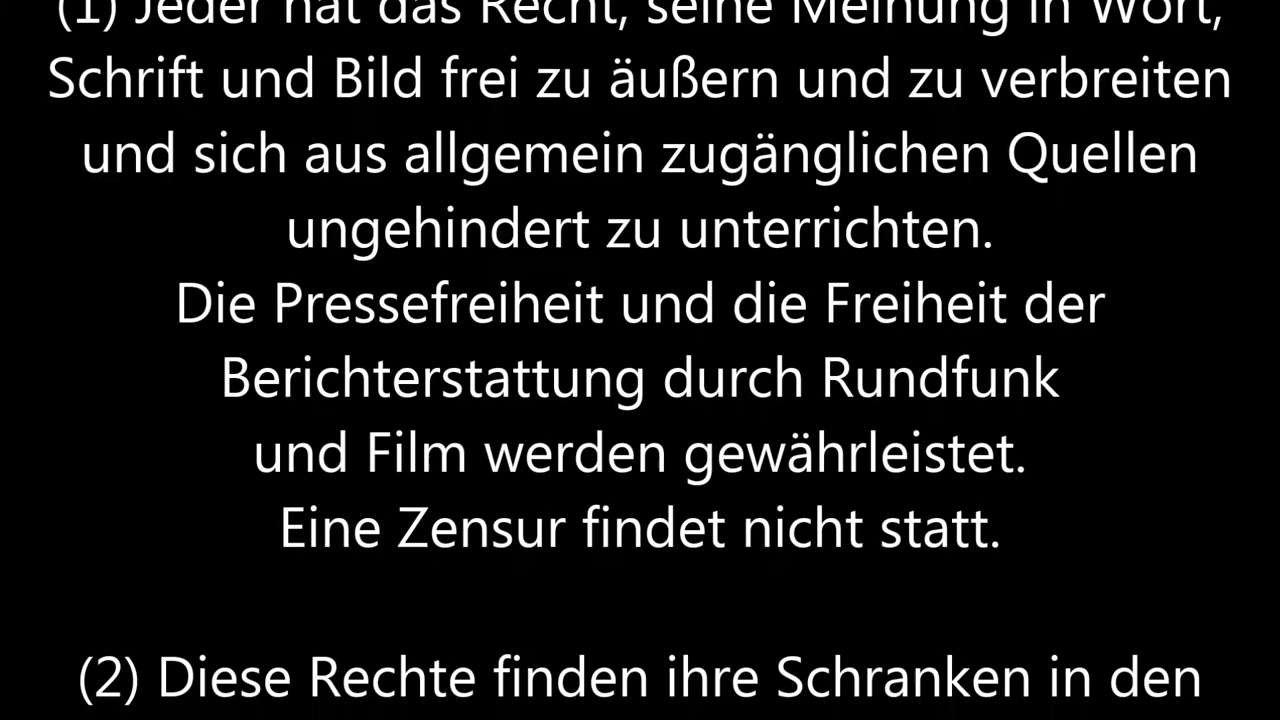 (1) Jeder hat das Recht, seine Meinung in Wort,
Schrift und Bild frei zu äußern und zu verbreiten
und sich aus allgemein zugänglichen Quellen
ungehindert zu unterrichten.
Die Pressefreiheit und die Freiheit der
Berichterstattung durch Rundfunk
und Film werden gewährleistet.
Eine Zensur findet nicht statt.
(2) Diese Rechte finden ihre Schranken in den